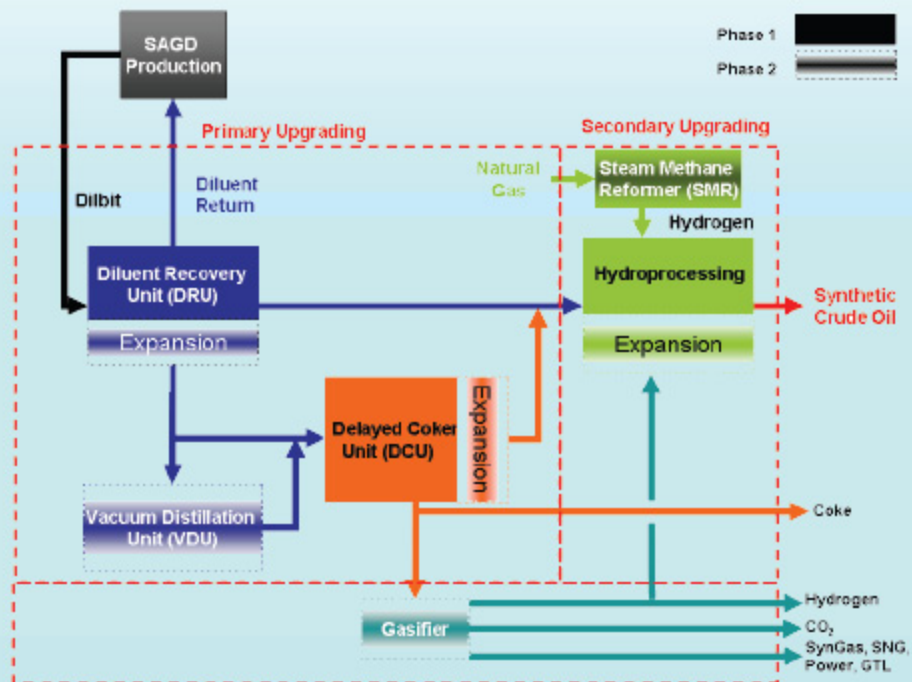 SAGD
Production
Phase 1
Phase 2
Primary Upgrading
Secondary Upgrading
Dilbit
Diluent
Return
Natural
Gas
Steam Methane
Reformer (SMR)
Hydrogen
Diluent Recovery
Unit (DRU)
Hydroprocessing
Synthetic
Crude Oil
Expansion
Expansion
Delayed Coker
Unit (DCU)
Expansion
Vacuum Distillation
Unit (VDU)
Coke
Gasifier
Hydrogen
CO₂
SynGas, SNG,
Power, GTL